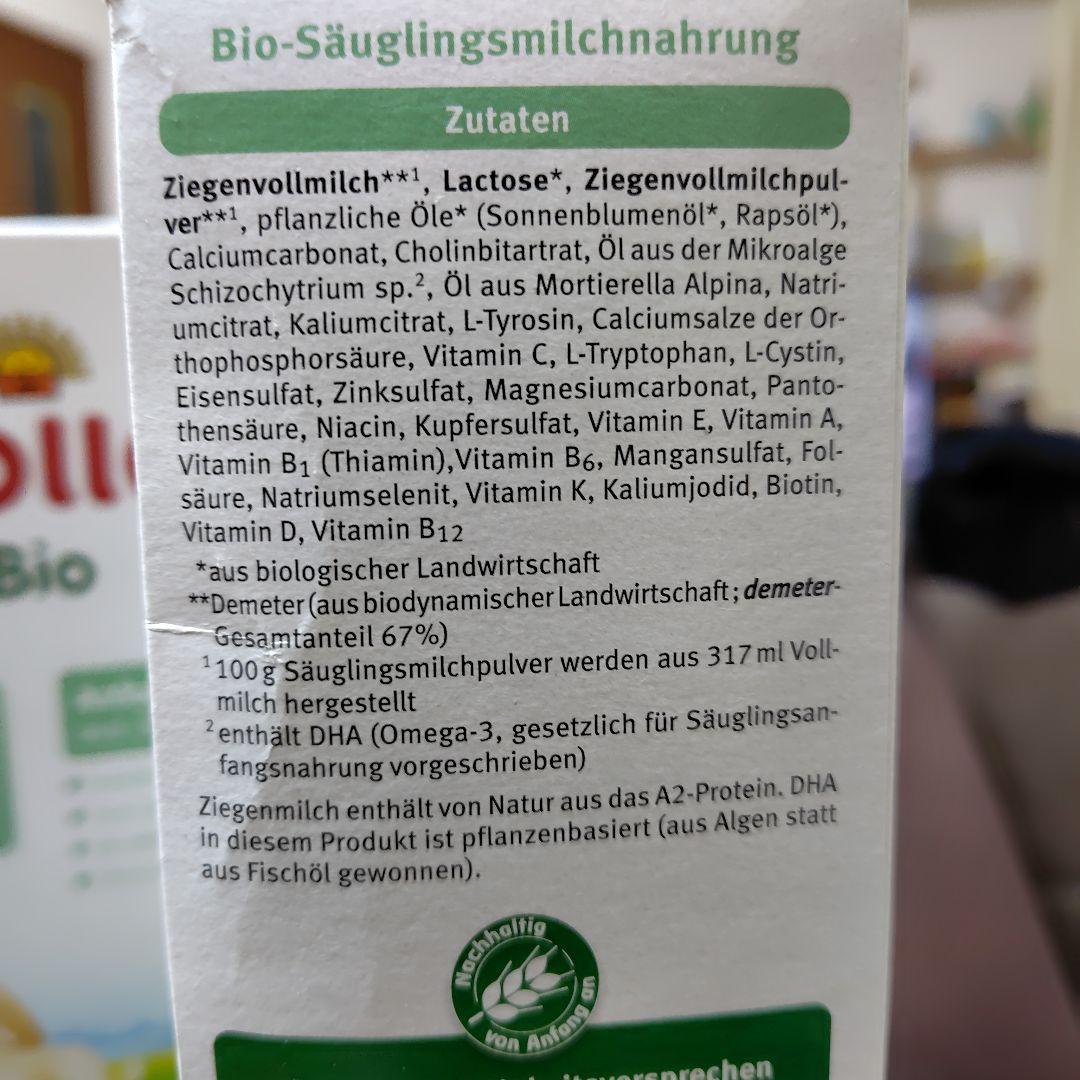 Bio-Säuglingsmilchnahrung
Zutaten
Ziegenvollmilch**¹, Lactose*, Ziegenvollmilchpul-
ver**¹, pflanzliche Öle* (Sonnenblumenöl*, Rapsöl*),
Calciumcarbonat, Cholinbitartrat, Öl aus der Mikroalge
Schizochytrium sp.², Öl aus Mortierella Alpina, Natri-
umcitrat, Kaliumcitrat, L-Tyrosin, Calciumsalze der Or-
thophosphorsäure, Vitamin C, L-Tryptophan, L-Cystin,
Eisensulfat, Zinksulfat, Magnesiumcarbonat, Panto-
thensäure, Niacin, Kupfersulfat, Vitamin E, Vitamin A,
Vitamin B₁ (Thiamin),Vitamin B₆, Mangansulfat, Fol-
säure, Natriumselenit, Vitamin K, Kaliumjodid, Biotin,
Vitamin D, Vitamin B₁₂
*aus biologischer Landwirtschaft
**Demeter (aus biodynamischer Landwirtschaft; demeter-
Gesamtanteil 67%)
¹ 100 g Säuglingsmilchpulver werden aus 317 ml Voll-
milch hergestellt
² enthält DHA (Omega-3, gesetzlich für Säuglingsan-
fangsnahrung vorgeschrieben)
Ziegenmilch enthält von Natur aus das A2-Protein. DHA
in diesem Produkt ist pflanzenbasiert (aus Algen statt
aus Fischöl gewonnen).
Nachhaltig
von Anfang an
Bio